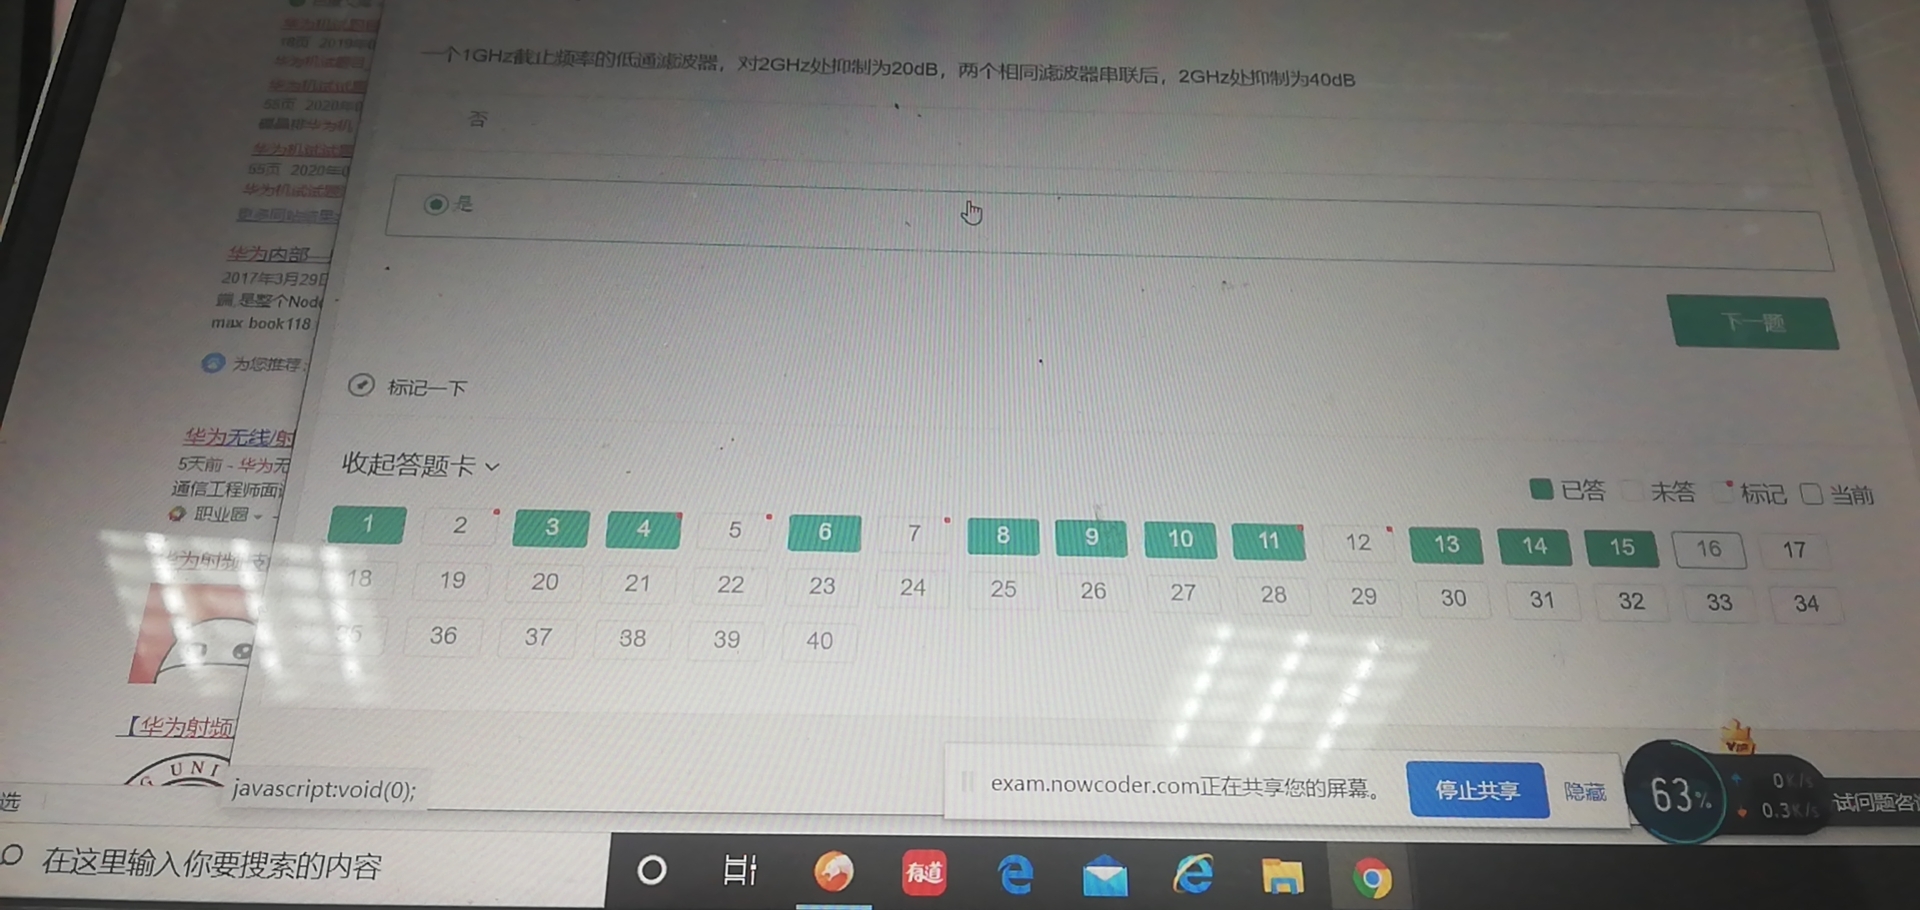 一个1GHz截止频率的低通滤波器，对2GHz处抑制为20dB，两个相同滤波器串联后，2GHz处抑制为40dB
否
是
下一题
标记一下
收起答题卡
已答 未答 标记 当前
1 2 3 4 5 6 7 8 9 10 11 12 13 14 15 16 17
18 19 20 21 22 23 24 25 26 27 28 29 30 31 32 33 34
35 36 37 38 39 40
华为机试试题
55页 2020年
华为机试试题
55页 2020年
华为机试试题
华为内部
2017年3月29日
是整个Node
max.book118
为您推荐:
华为无线/射
5天前 - 华为无
通信工程师面试
职业圈
华为射频
【华为射频
UNI
javascript:void(0);
exam.nowcoder.com正在共享您的屏幕。
停止共享
隐藏
VIP
63%
0K/s
0.3K/s
试问题咨询
选
在这里输入你要搜索的内容
有道